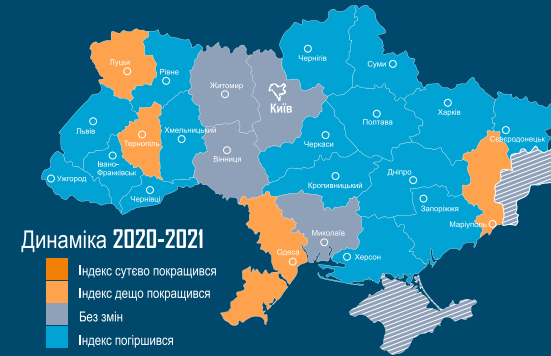 Луцьк
Рівне
Житомир
Київ
Чернігів
Суми
Львів
Тернопіль
Хмельницький
Вінниця
Черкаси
Полтава
Харків
Сєвєродонецьк
Ужгород
Івано-
Франківськ
Чернівці
Кропивницький
Дніпро
Запоріжжя
Маріуполь
Миколаїв
Одеса
Херсон
Динаміка 2020-2021
Індекс сутєво покращився
Індекс дещо покращився
Без змін
Індекс погіршився